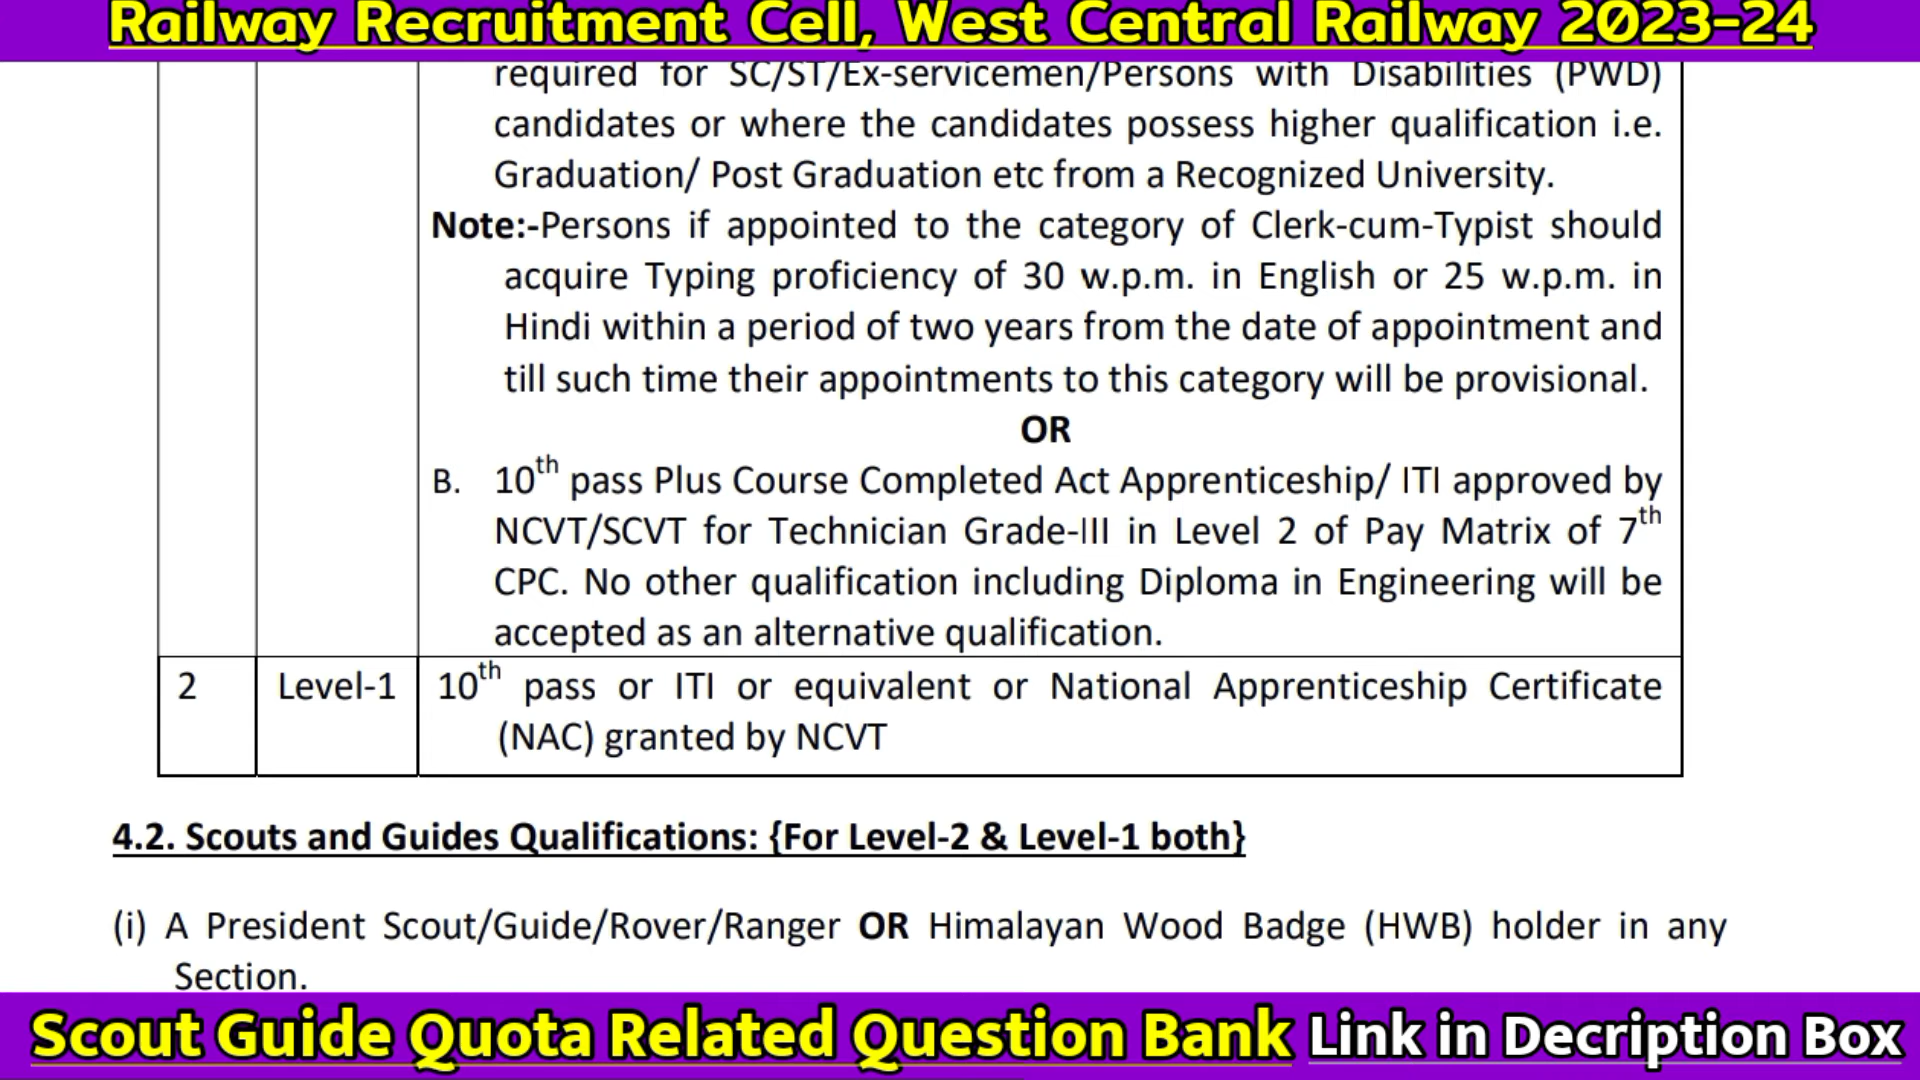 Railway Recruitment Cell, West Central Railway 2023-24
required for SC/ST/Ex-servicemen/Persons with Disabilities (PWD)
candidates or where the candidates possess higher qualification i.e.
Graduation/ Post Graduation etc from a Recognized University.
Note:-Persons if appointed to the category of Clerk-cum-Typist should
acquire Typing proficiency of 30 w.p.m. in English or 25 w.p.m. in
Hindi within a period of two years from the date of appointment and
till such time their appointments to this category will be provisional.
OR
B. 10th pass Plus Course Completed Act Apprenticeship/ ITI approved by
NCVT/SCVT for Technician Grade-III in Level 2 of Pay Matrix of 7th
CPC. No other qualification including Diploma in Engineering will be
accepted as an alternative qualification.
2 Level-1 10th pass or ITI or equivalent or National Apprenticeship Certificate
(NAC) granted by NCVT
4.2. Scouts and Guides Qualifications: {For Level-2 & Level-1 both}
(i) A President Scout/Guide/Rover/Ranger OR Himalayan Wood Badge (HWB) holder in any
Section.
Scout Guide Quota Related Question Bank Link in Decription Box